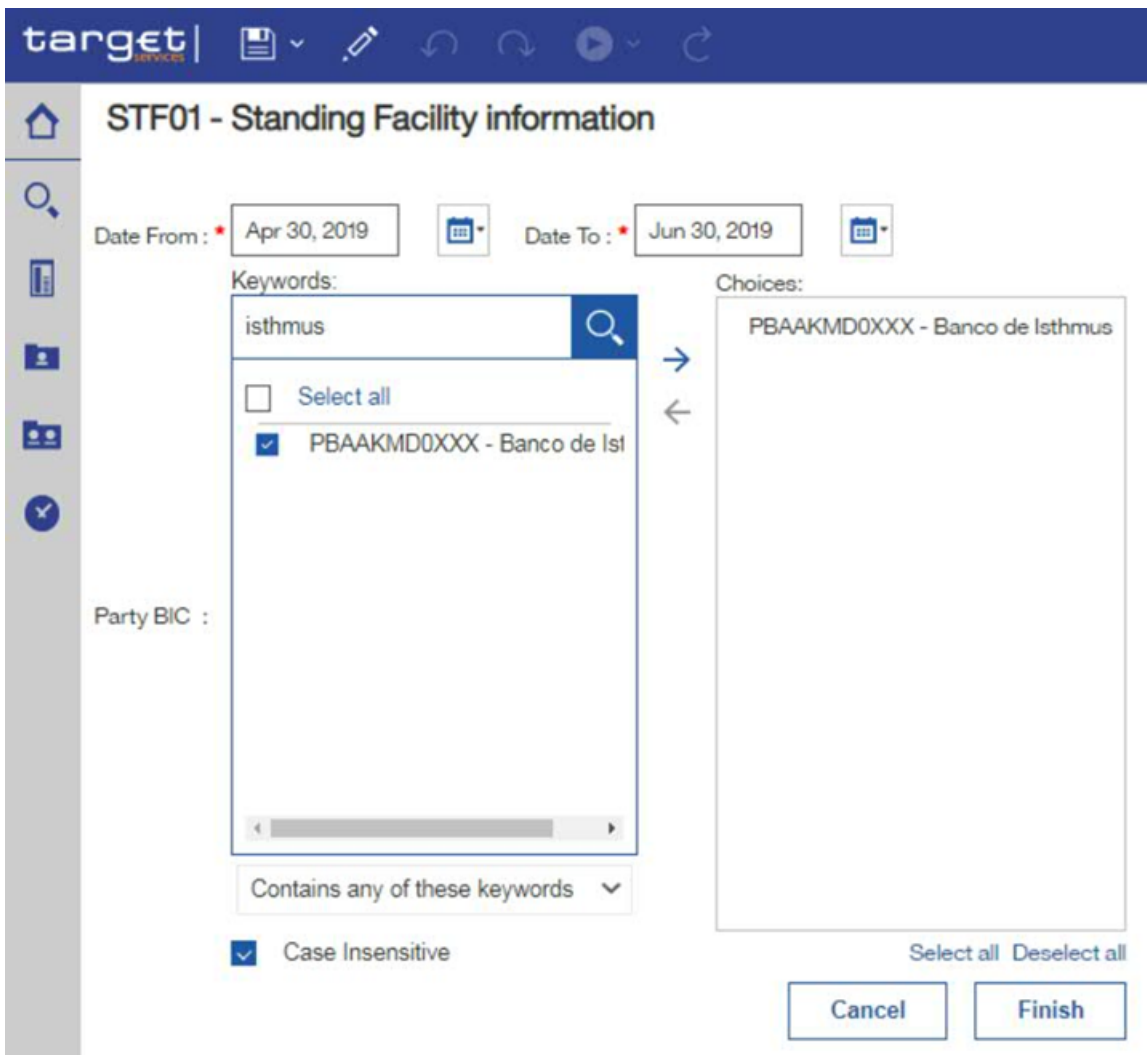 target|
services
STF01 - Standing Facility information
Date From : * Apr 30, 2019 Date To : * Jun 30, 2019
Keywords: Choices:
isthmus
PBAAKMD0XXX - Banco de Isthmus
Select all
PBAAKMD0XXX - Banco de Ist
Party BIC :
Contains any of these keywords
Case Insensitive
Select all Deselect all
Cancel Finish